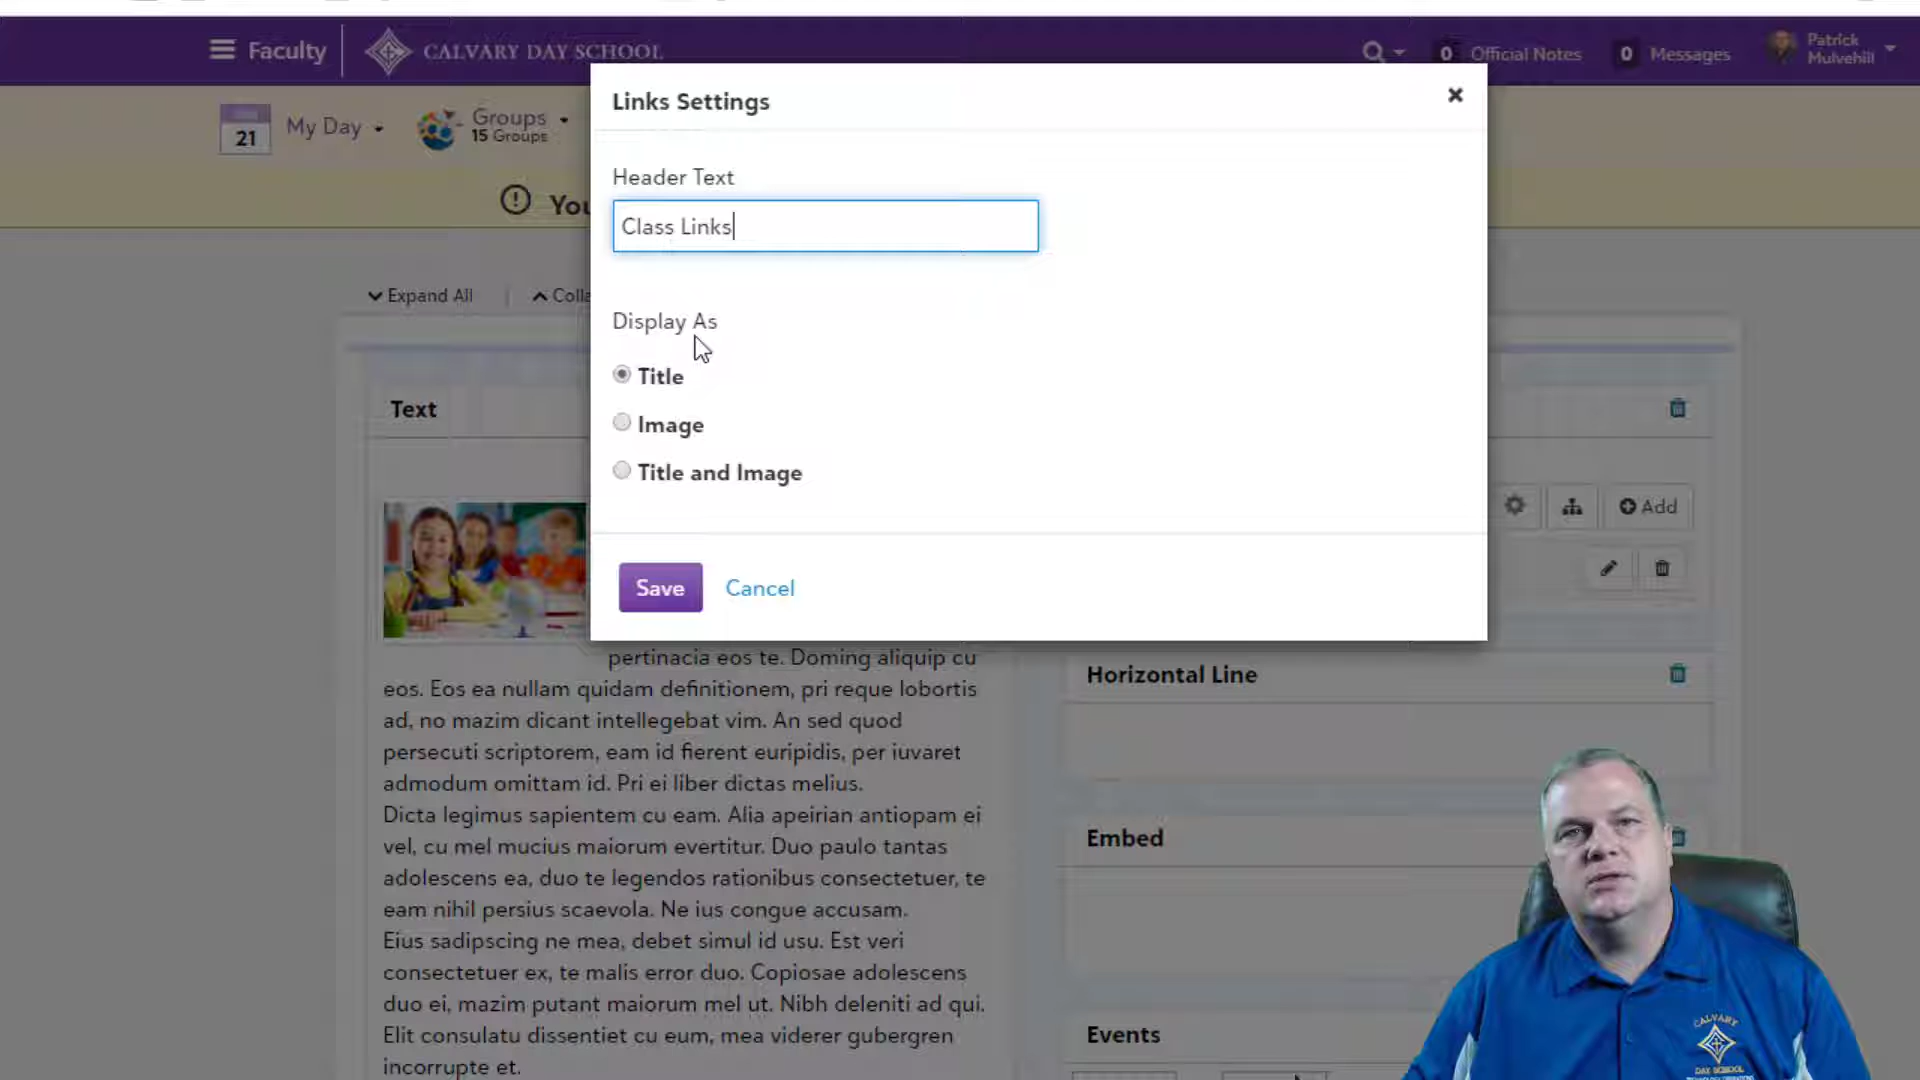 Faculty
CALVARY DAY SCHOOL
0 Official Notes
0 Messages
Patrick
Mulvehill
21
My Day
Groups
15 Groups
You
Links Settings
Header Text
Class Links
Display As
Title
Image
Title and Image
Save
Cancel
Expand All
Colla
Text
Add
pertinacia eos te. Doming aliquip cu
eos. Eos ea nullam quidam definitionem, pri reque lobortis
ad, no mazim dicant intellegebat vim. An sed quod
persecuti scriptorem, eam id fierent euripidis, per iuvaret
admodum omittam id. Pri ei liber dictas melius.
Dicta legimus sapientem cu eam. Alia apeirian antiopam ei
vel, cu mel mucius maiorum evertitur. Duo paulo tantas
adolescens ea, duo te legendos rationibus consectetuer, te
eam nihil persius scaevola. Ne ius congue accusam.
Eius sadipscing ne mea, debet simul id usu. Est veri
consectetuer ex, te malis error duo. Copiosae adolescens
duo ei, mazim putant maiorum mel ut. Nibh deleniti ad qui.
Elit consulatu dissentiet cu eum, mea viderer gubergren
incorrupte et.
Horizontal Line
Embed
Events
CALVARY
DAY SCHOOL